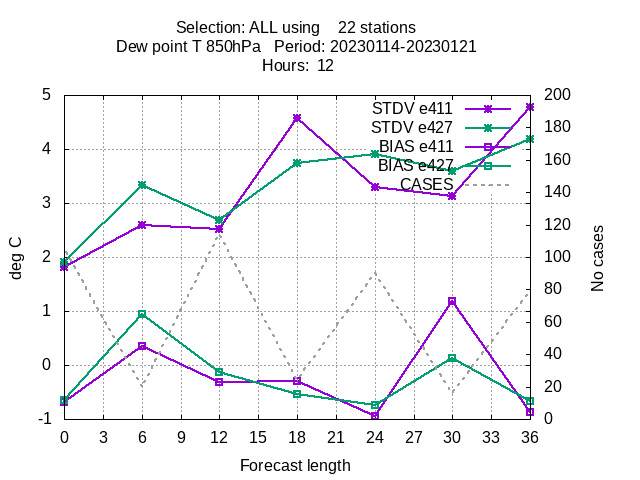 Selection: ALL using    22 stations
Dew point T 850hPa   Period: 20230114-20230121
Hours:  12
STDV e411
STDV e427
BIAS e411
BIAS e427
CASES
5
4
3
2
1
0
-1
deg C
200
180
160
140
120
100
80
60
40
20
0
No cases
0 3 6 9 12 15 18 21 24 27 30 33 36
Forecast length